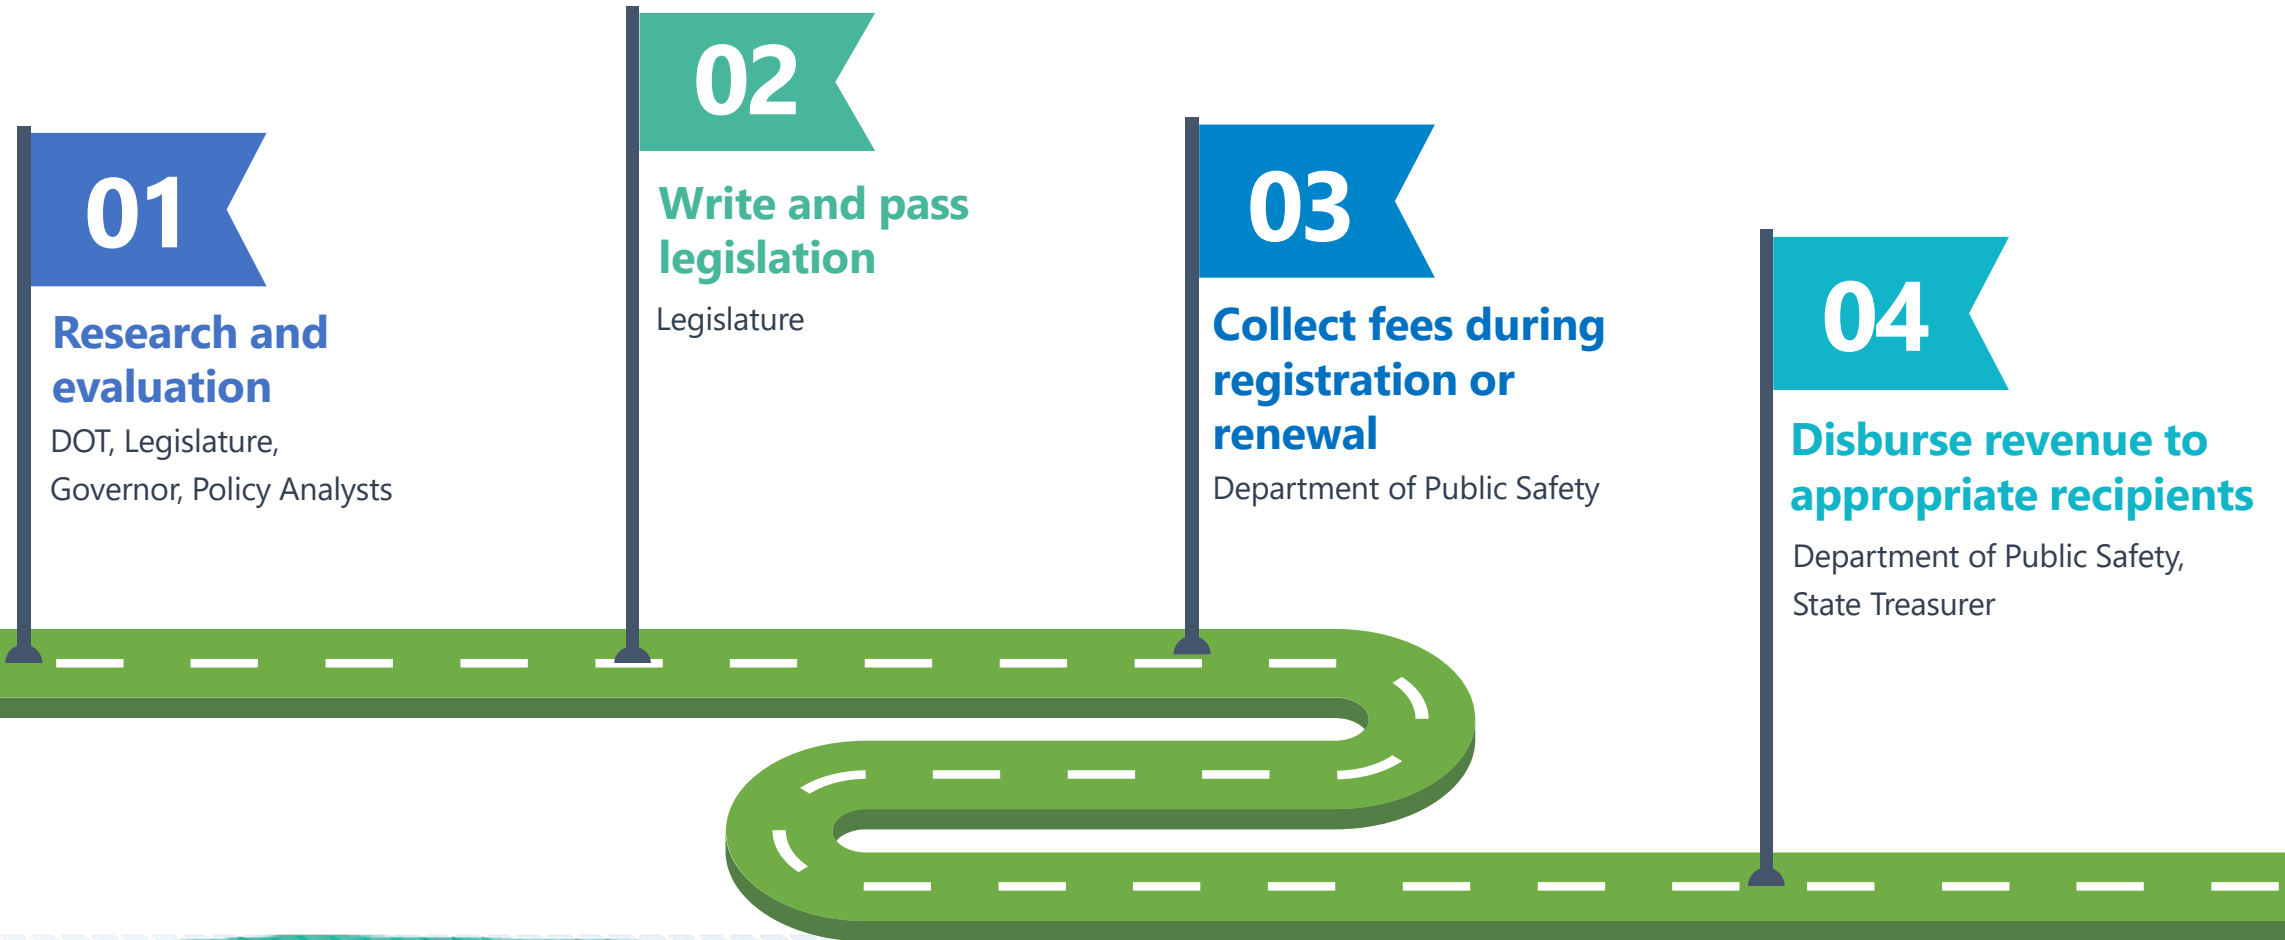 01
Research and
evaluation
DOT, Legislature,
Governor, Policy Analysts
02
Write and pass
legislation
Legislature
03
Collect fees during
registration or
renewal
Department of Public Safety
04
Disburse revenue to
appropriate recipients
Department of Public Safety,
State Treasurer